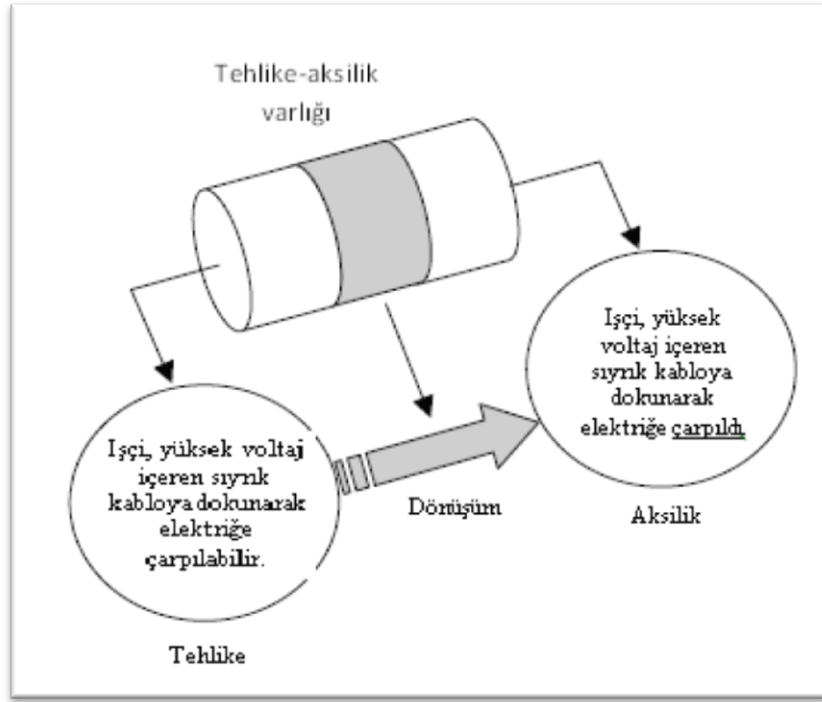 Tehlike-aksilik
varlığı
Işçi, yüksek
voltaj içeren
sıyrık kabloya
dokunarak
elektriğe çarpıldı.
Işçi, yüksek voltaj
içeren sıyrık
kabloya dokunarak
elektriğe
çarpılabilir.
Dönüşüm
Aksilik
Tehlike